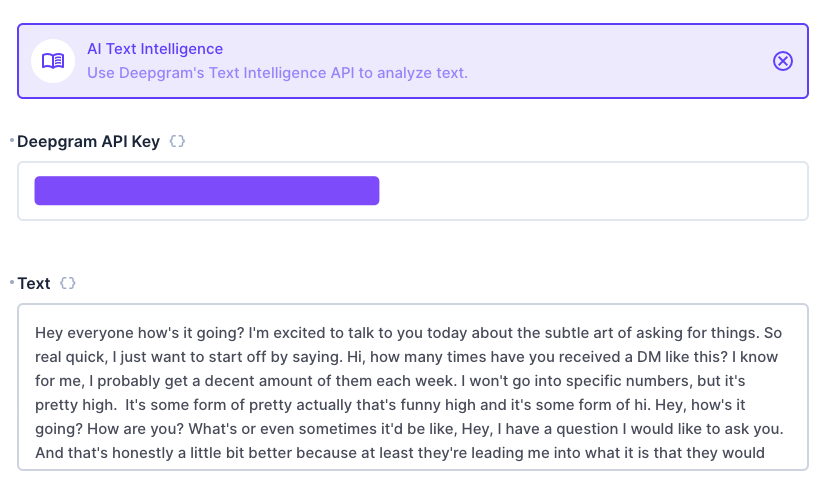 AI Text Intelligence
Use Deepgram's Text Intelligence API to analyze text.
Deepgram API Key {}
Text {}
Hey everyone how's it going? I'm excited to talk to you today about the subtle art of asking for things. So
real quick, I just want to start off by saying. Hi, how many times have you received a DM like this? I know
for me, I probably get a decent amount of them each week. I won't go into specific numbers, but it's
pretty high.  It's some form of pretty actually that's funny high and it's some form of hi. Hey, how's it
going? How are you? What's or even sometimes it'd be like, Hey, I have a question I would like to ask you.
And that's honestly a little bit better because at least they're leading me into what it is that they would